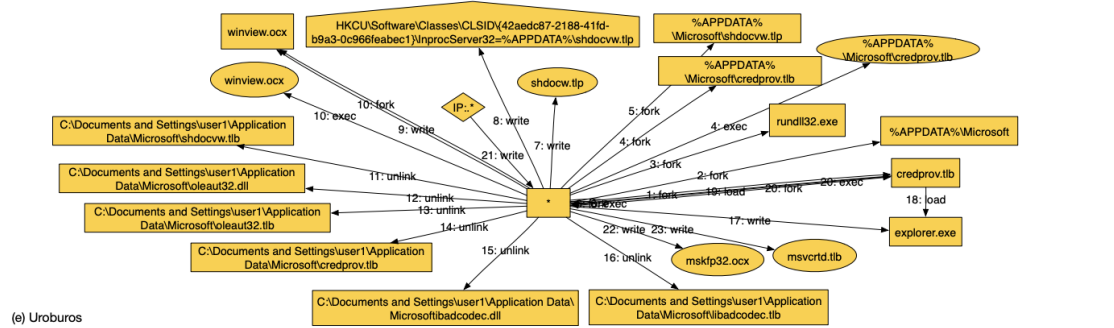 winview.ocx
HKCU\Software\Classes\CLSID\{42aedc87-2188-41fd-
b9a3-0c966feabec1}\InprocServer32=%APPDATA%\shdocvw.tlp
%APPDATA%
\Microsoft\shdocvw.tlp
%APPDATA%
\Microsoft\credprov.tlb
%APPDATA%
\Microsoft\credprov.tlb
winview.ocx
shdocw.tlp
IP:.*
10: fork
10: exec
9: write
8: write
7: write
21: write
5: fork
4: fork
4: exec
3: fork
rundll32.exe
%APPDATA%\Microsoft
C:\Documents and Settings\user1\Application
Data\Microsoft\shdocvw.tlb
11: unlink
2: fork
C:\Documents and Settings\user1\Application
Data\Microsoft\oleaut32.dll
12: unlink
1: fork
19: load
20: fork
20: exec
credprov.tlb
*
exec
18: load
C:\Documents and Settings\user1\Application
Data\Microsoft\oleaut32.tlb
13: unlink
17: write
explorer.exe
14: unlink
22: write
23: write
C:\Documents and Settings\user1\Application
Data\Microsoft\credprov.tlb
15: unlink
16: unlink
mskfp32.ocx
msvcrtd.tlb
C:\Documents and Settings\user1\Application Data\
Microsoftibadcodec.dll
C:\Documents and Settings\user1\Application
Data\Microsoft\libadcodec.tlb
(e) Uroburos